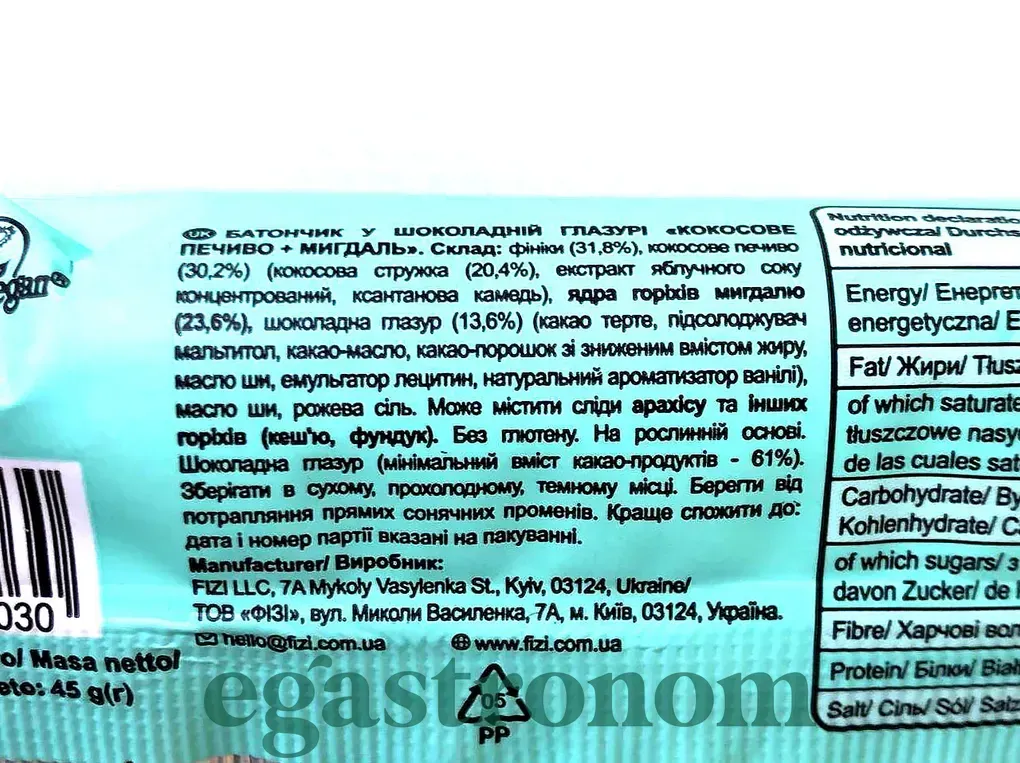 UK БАТОНЧИК У ШОКОЛАДНІЙ ГЛАЗУРІ «КОКОСОВЕ
ПЕЧИВО + МИГДАЛЬ». Склад: фініки (31,8%), кокосове печиво
(30,2%) (кокосова стружка (20,4%), екстракт яблучного соку
концентрований, ксантанова камедь), ядра горіхів мигдалю
(23,6%), шоколадна глазур (13,6%) (какао терте, підсолоджувач
мальтитол, какао-масло, какао-порошок зі зниженим вмістом жиру,
масло ши, емульгатор лецитин, натуральний ароматизатор ванілі),
масло ши, рожева сіль. Може містити сліди арахісу та інших
горіхів (кеш'ю, фундук). Без глютену. На рослинній основі.
Шоколадна глазур (мінімальний вміст какао-продуктів - 61%).
Зберігати в сухому, прохолодному, темному місці. Берегти від
потрапляння прямих сонячних променів. Краще спожити до:
дата і номер партії вказані на пакуванні.
Manufacturer/ Виробник:
FIZI LLC, 7A Mykoly Vasylenka St., Kyiv, 03124, Ukraine/
ТОВ «ФІЗІ», вул. Миколи Василенка, 7А, м. Київ, 03124, Україна.
hello@fizi.com.ua www.fizi.com.ua
05
PP
egan®
030
o/ Masa netto/
eto: 45 g(г)
Nutrition declaratio
odżywcza/ Durchs
nutricional
Energy/ Енергет
energetyczna/ E
Fat/ Жири/ Tłusz
of which saturate
tłuszczowe nasy
de las cuales sat
Carbohydrate/ Ву
Kohlenhydrate/ C
of which sugars/ з
davon Zucker/ de l
Fibre/ Харчові вол
Protein/ Білки/ Biał
Salt/ Сіль/ Sól/ Salz
egastronom